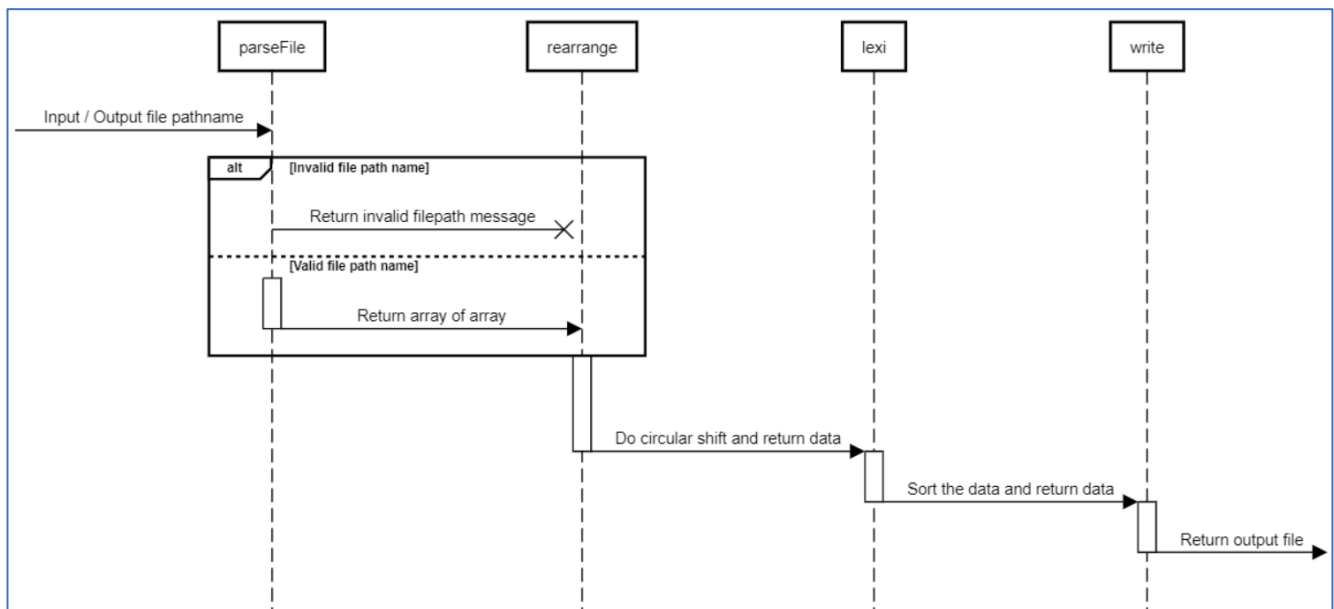 parseFile
rearrange
lexi
write
Input / Output file pathname
alt
[Invalid file path name]
Return invalid filepath message
[Valid file path name]
Return array of array
Do circular shift and return data
Sort the data and return data
Return output file